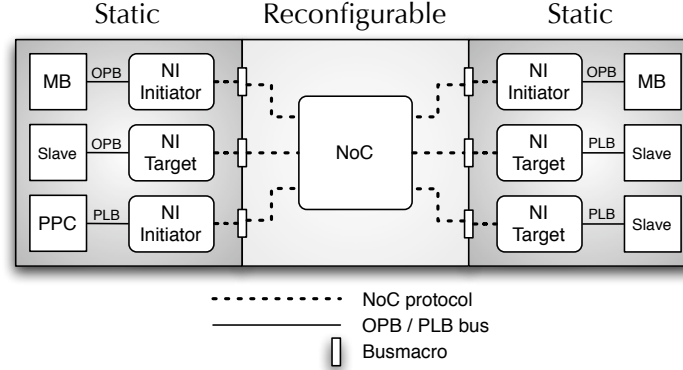 Static Reconfigurable Static
MB OPB NI Initiator NI Initiator OPB MB
Slave OPB NI Target NoC NI Target PLB Slave
PPC PLB NI Initiator NI Target PLB Slave
NoC protocol
OPB / PLB bus
Busmacro